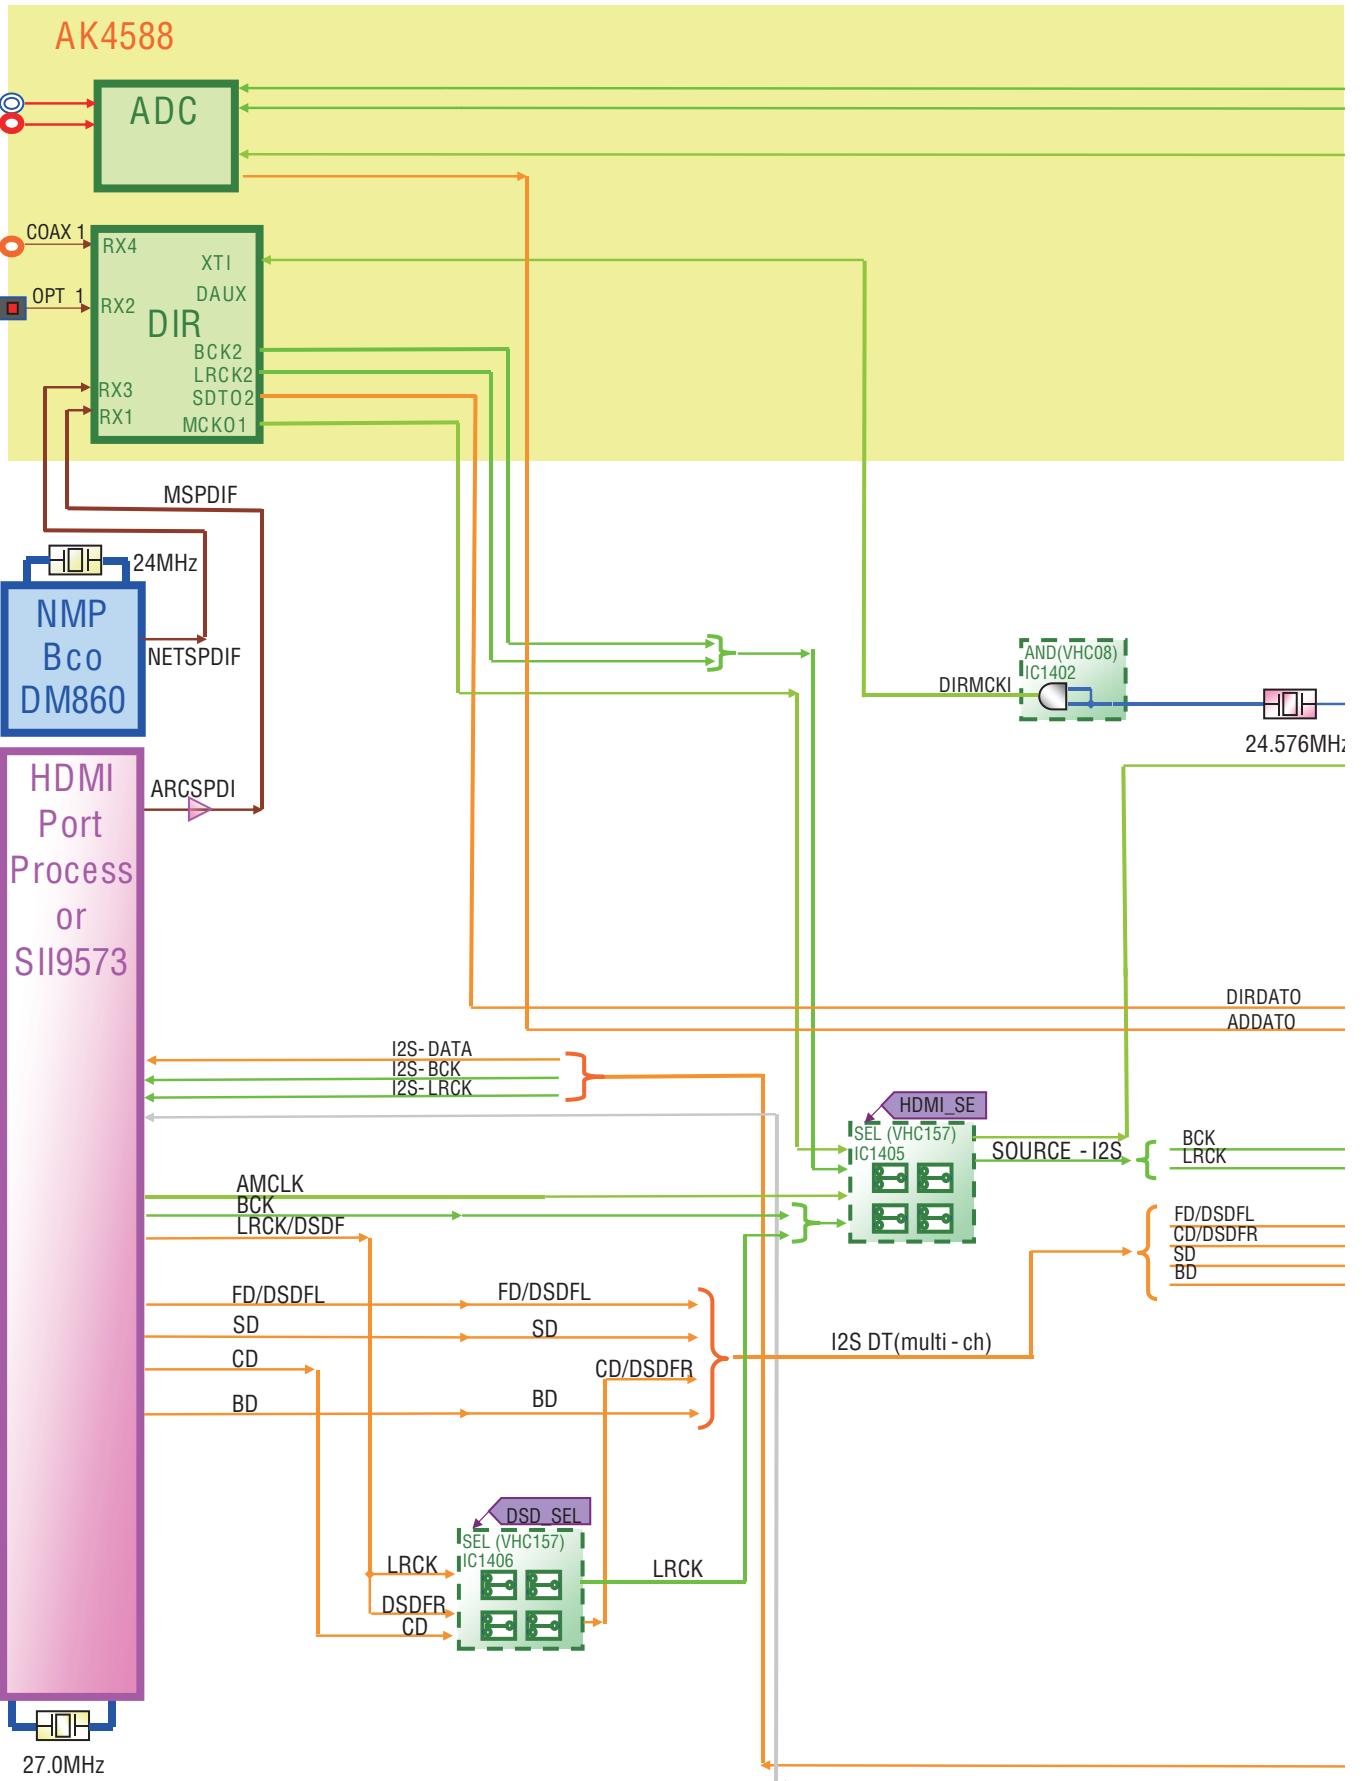 AK4588
ADC
COAX 1
RX4
XTI
DAUX
OPT 1
RX2
DIR
BCK2
LRCK2
RX3
SDTO2
RX1
MCKO1
MSPDIF
24MHz
NMP
Bco
DM860
NETSPDIF
AND(VHC08)
IC1402
DIRMCKI
24.576MHz
HDMI
Port
Process
or
SII9573
ARCSPDI
DIRDATO
ADDATO
I2S-DATA
I2S-BCK
I2S-LRCK
HDMI_SE
SEL (VHC157)
IC1405
SOURCE - I2S
BCK
LRCK
AMCLK
BCK
LRCK/DSDF
FD/DSDFL
CD/DSDFR
SD
BD
FD/DSDFL
FD/DSDFL
SD
SD
I2S DT(multi - ch)
CD
CD/DSDFR
BD
BD
DSD_SEL
SEL (VHC157)
IC1406
LRCK
LRCK
DSDFR
CD
27.0MHz